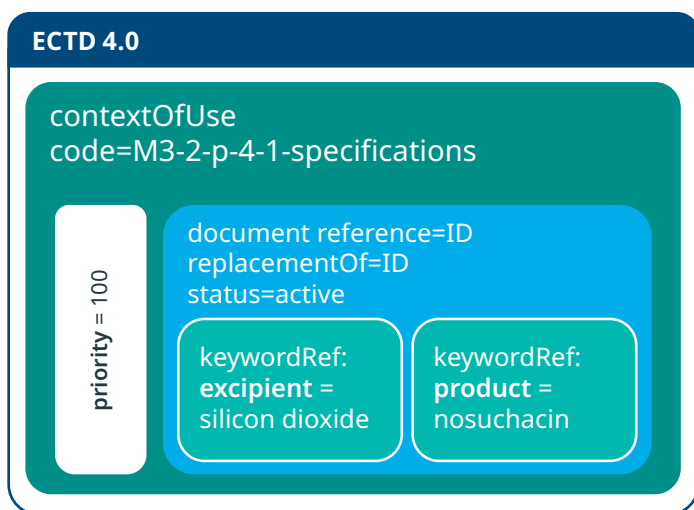 ECTD 4.0
contextOfUse
code=M3-2-p-4-1-specifications
priority = 100
document reference=ID
replacementOf=ID
status=active
keywordRef:
excipient =
silicon dioxide
keywordRef:
product =
nosuchacin